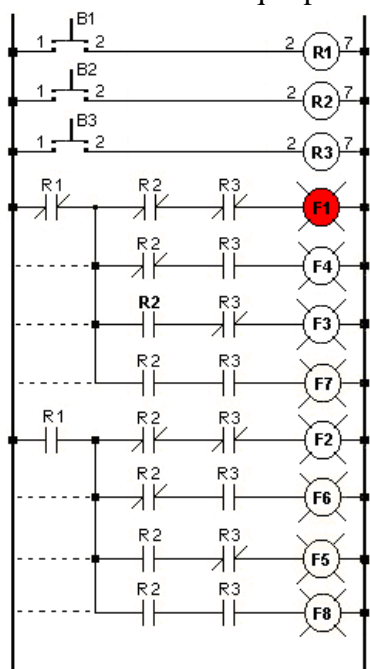 B1
1 2 2 R1 7
B2
1 2 2 R2 7
B3
1 2 2 R3 7
R1 R2 R3
F1
R2 R3
F4
R2 R3
F3
R2 R3
F7
R1 R2 R3
F2
R2 R3
F6
R2 R3
F5
R2 R3
F8